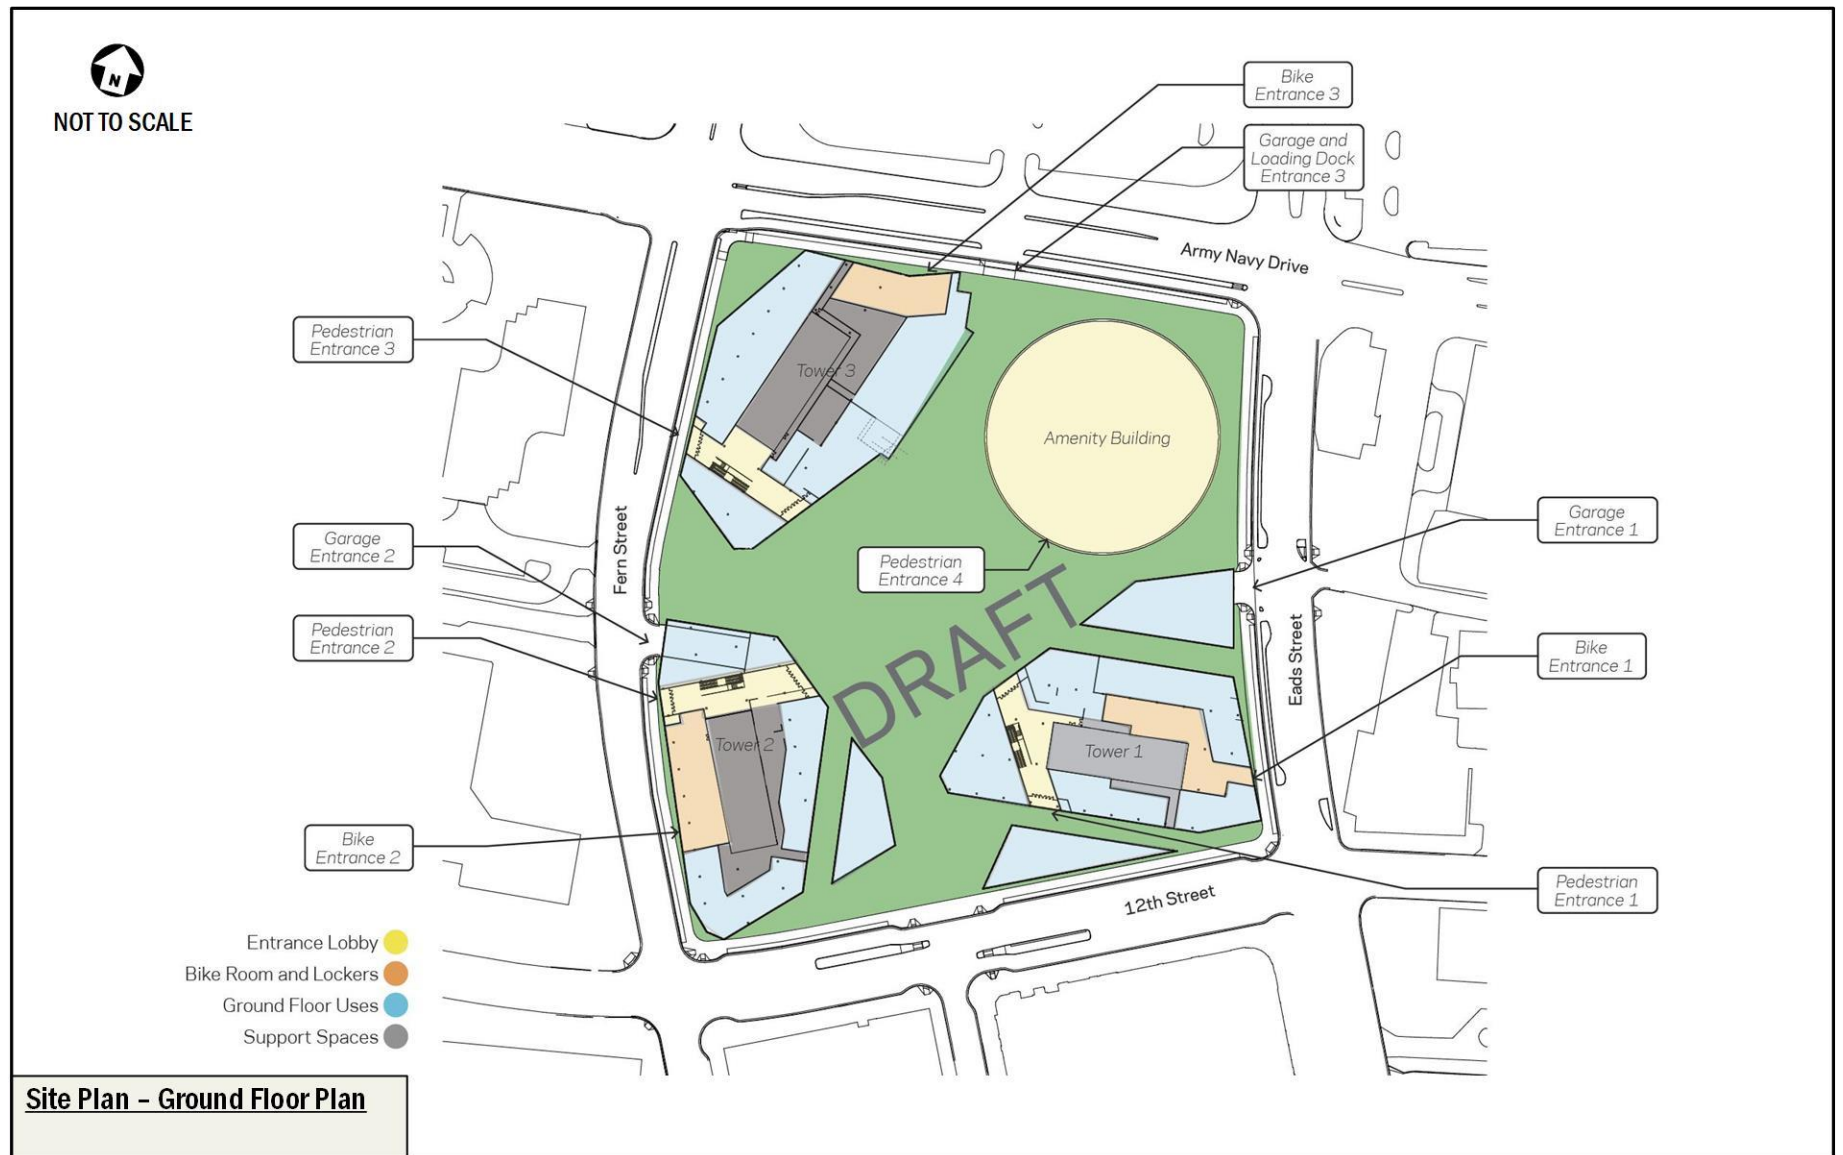 N
NOT TO SCALE
Bike
Entrance 3
Garage and
Loading Dock
Entrance 3
Army Navy Drive
Pedestrian
Entrance 3
Tower 3
Amenity Building
Garage
Entrance 1
Garage
Entrance 2
Fern Street
Pedestrian
Entrance 4
Pedestrian
Entrance 2
DRAFT
Eads Street
Bike
Entrance 1
Tower 2
Tower 1
Bike
Entrance 2
Pedestrian
Entrance 1
12th Street
Entrance Lobby
Bike Room and Lockers
Ground Floor Uses
Support Spaces
Site Plan – Ground Floor Plan